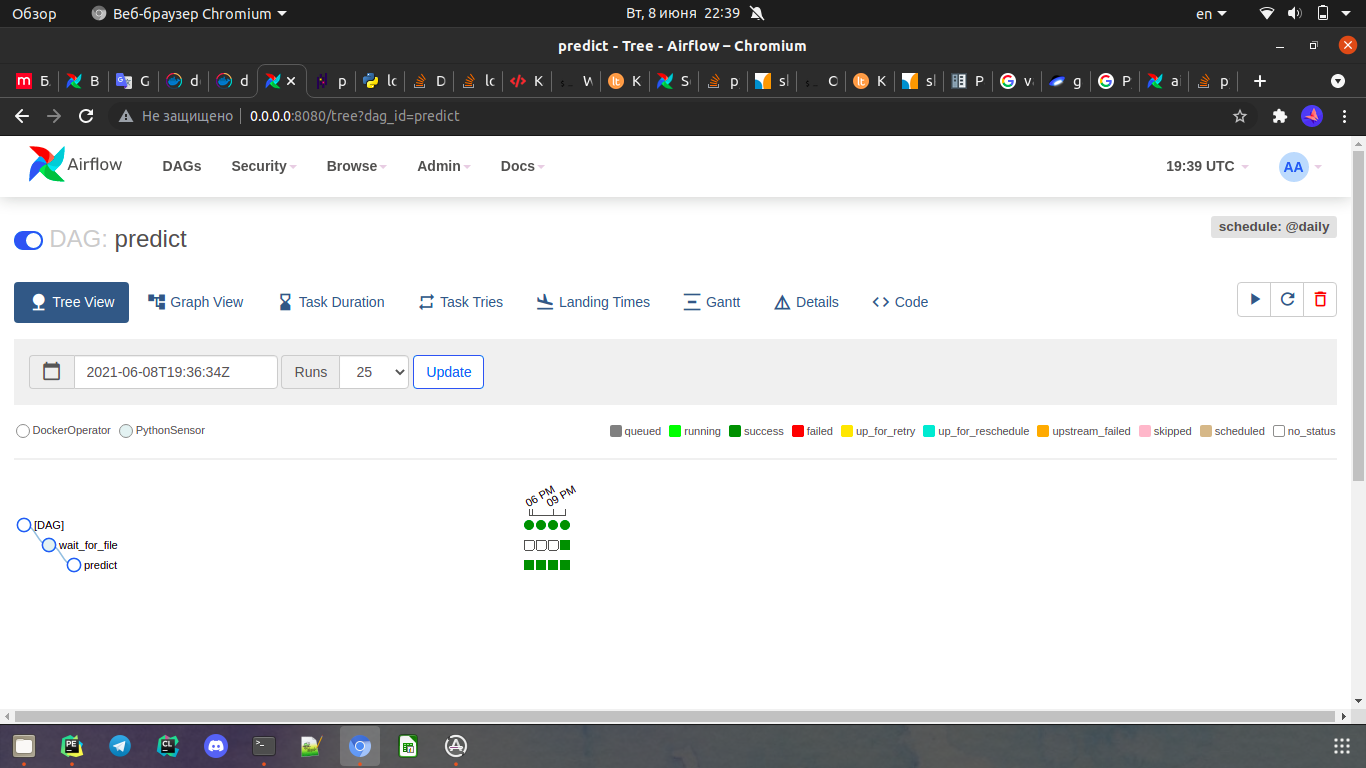 Обзор Веб-браузер Chromium Вт, 8 июня 22:39 en
predict - Tree - Airflow – Chromium
Не защищено 0.0.0.0:8080/tree?dag_id=predict
Airflow DAGs Security Browse Admin Docs 19:39 UTC AA
DAG: predict schedule: @daily
Tree View Graph View Task Duration Task Tries Landing Times Gantt Details Code
2021-06-08T19:36:34Z Runs 25 Update
DockerOperator PythonSensor queued running success failed up_for_retry up_for_reschedule upstream_failed skipped scheduled no_status
06 PM 09 PM
[DAG]
wait_for_file
predict